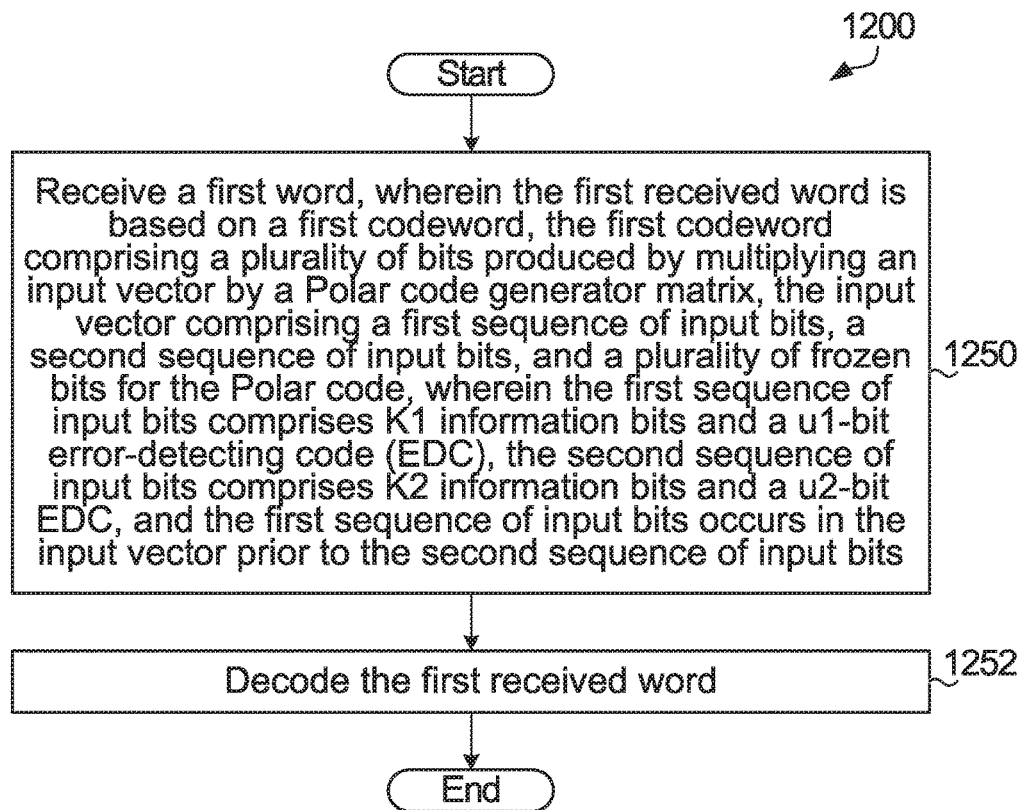 1200
Start
Receive a first word, wherein the first received word is
based on a first codeword, the first codeword
comprising a plurality of bits produced by multiplying an
input vector by a Polar code generator matrix, the input
vector comprising a first sequence of input bits, a
second sequence of input bits, and a plurality of frozen
bits for the Polar code, wherein the first sequence of
input bits comprises K1 information bits and a u1-bit
error-detecting code (EDC), the second sequence of
input bits comprises K2 information bits and a u2-bit
EDC, and the first sequence of input bits occurs in the
input vector prior to the second sequence of input bits
1250
Decode the first received word
1252
End